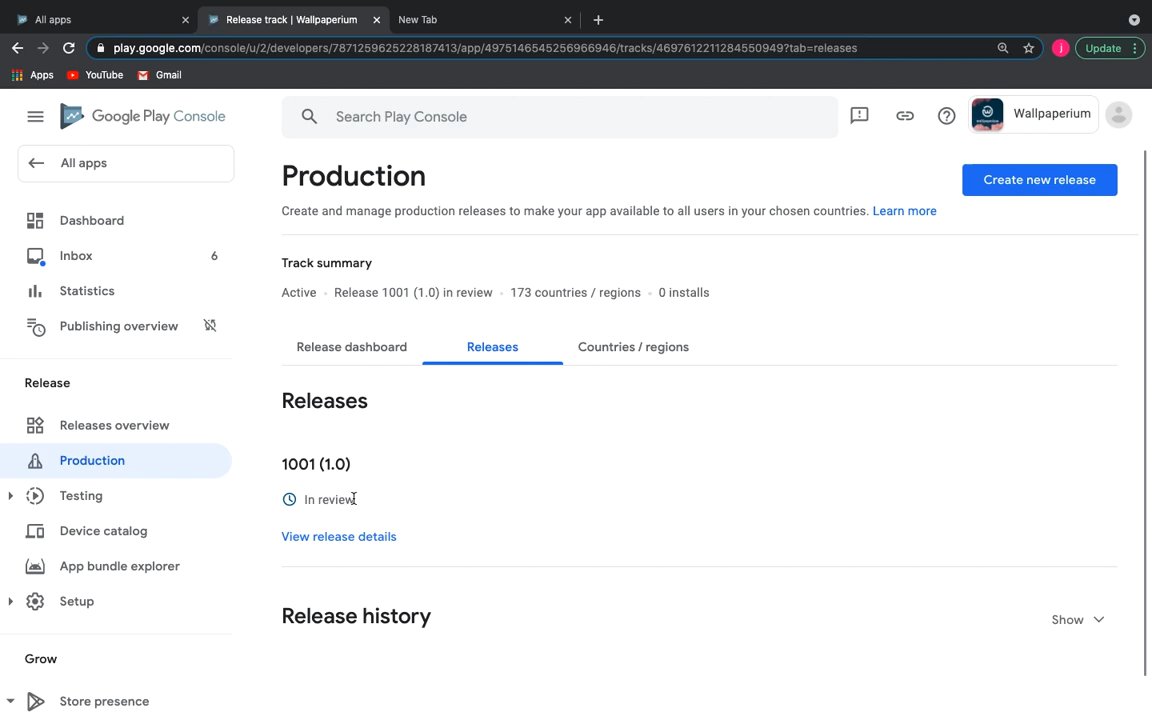 All apps
Release track | Wallpaperium
New Tab
play.google.com/console/u/2/developers/7871259625228187413/app/4975146545256966946/tracks/4697612211284550949?tab=releases
j
Update
Apps
YouTube
Gmail
Google Play Console
Search Play Console
Wallpaperium
All apps
Dashboard
Inbox 6
Statistics
Publishing overview
Release
Releases overview
Production
Testing
Device catalog
App bundle explorer
Setup
Grow
Store presence
Production
Create new release
Create and manage production releases to make your app available to all users in your chosen countries. Learn more
Track summary
Active • Release 1001 (1.0) in review • 173 countries / regions • 0 installs
Release dashboard
Releases
Countries / regions
Releases
1001 (1.0)
In review
View release details
Release history
Show